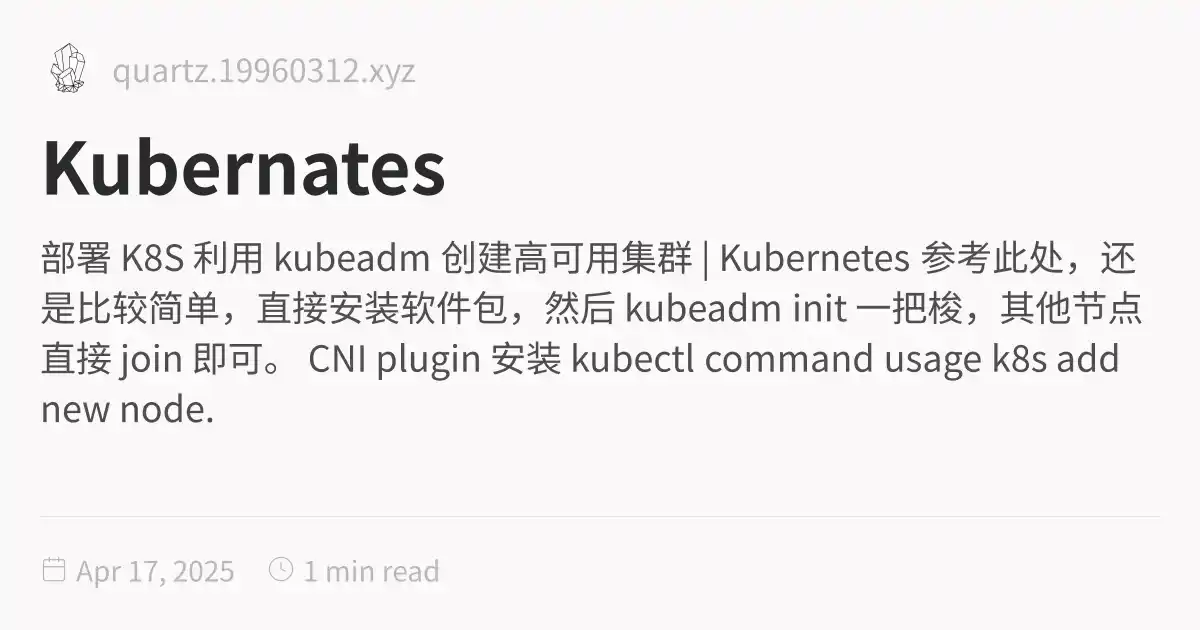 quartz.19960312.xyz
Kubernates
部署 K8S 利用 kubeadm 创建高可用集群 | Kubernetes 参考此处，还
是比较简单，直接安装软件包，然后 kubeadm init 一把梭，其他节点
直接 join 即可。 CNI plugin 安装 kubectl command usage k8s add
new node.
Apr 17, 2025 1 min read